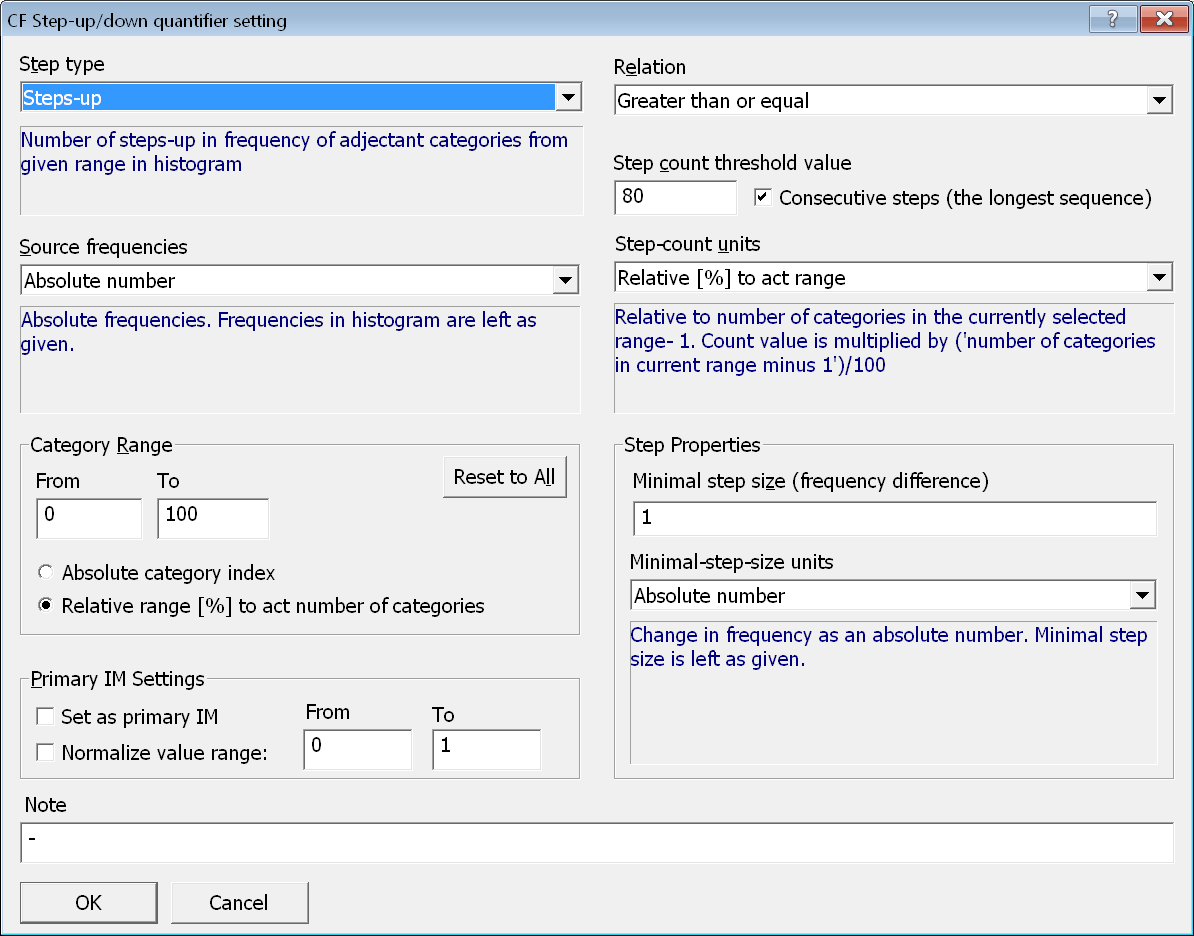 CF Step-up/down quantifier setting
?
Step type
Steps-up
Number of steps-up in frequency of adjectant categories from
given range in histogram
Relation
Greater than or equal
Step count threshold value
80
Consecutive steps (the longest sequence)
Source frequencies
Absolute number
Absolute frequencies. Frequencies in histogram are left as
given.
Step-count units
Relative [%] to act range
Relative to number of categories in the currently selected
range- 1. Count value is multiplied by ('number of categories
in current range minus 1')/100
Category Range
From
To
0
100
Reset to All
Absolute category index
Relative range [%] to act number of categories
Step Properties
Minimal step size (frequency difference)
1
Minimal-step-size units
Absolute number
Change in frequency as an absolute number. Minimal step
size is left as given.
Primary IM Settings
Set as primary IM
Normalize value range:
From
To
0
1
Note
-
OK
Cancel